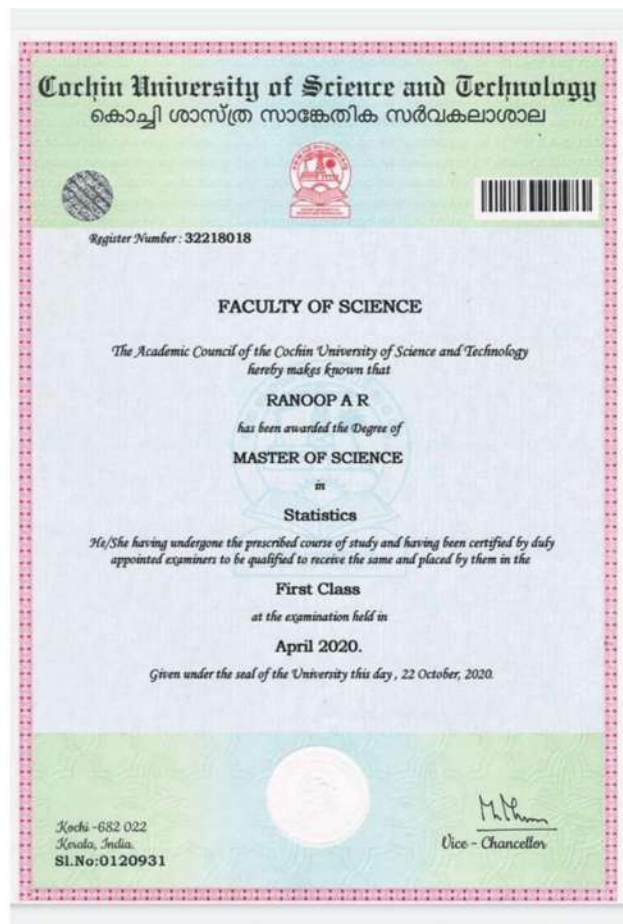 Cochin University of Science and Technology
കൊച്ചി ശാസ്ത്ര സാങ്കേതിക സർവകലാശാല
Register Number : 32218018
FACULTY OF SCIENCE
The Academic Council of the Cochin University of Science and Technology
hereby makes known that
RANOOP A R
has been awarded the Degree of
MASTER OF SCIENCE
in
Statistics
He/She having undergone the prescribed course of study and having been certified by duly
appointed examiners to be qualified to receive the same and placed by them in the
First Class
at the examination held in
April 2020.
Given under the seal of the University this day , 22 October, 2020.
Kochi -682 022
Kerala, India.
Sl.No:0120931
Vice - Chancellor